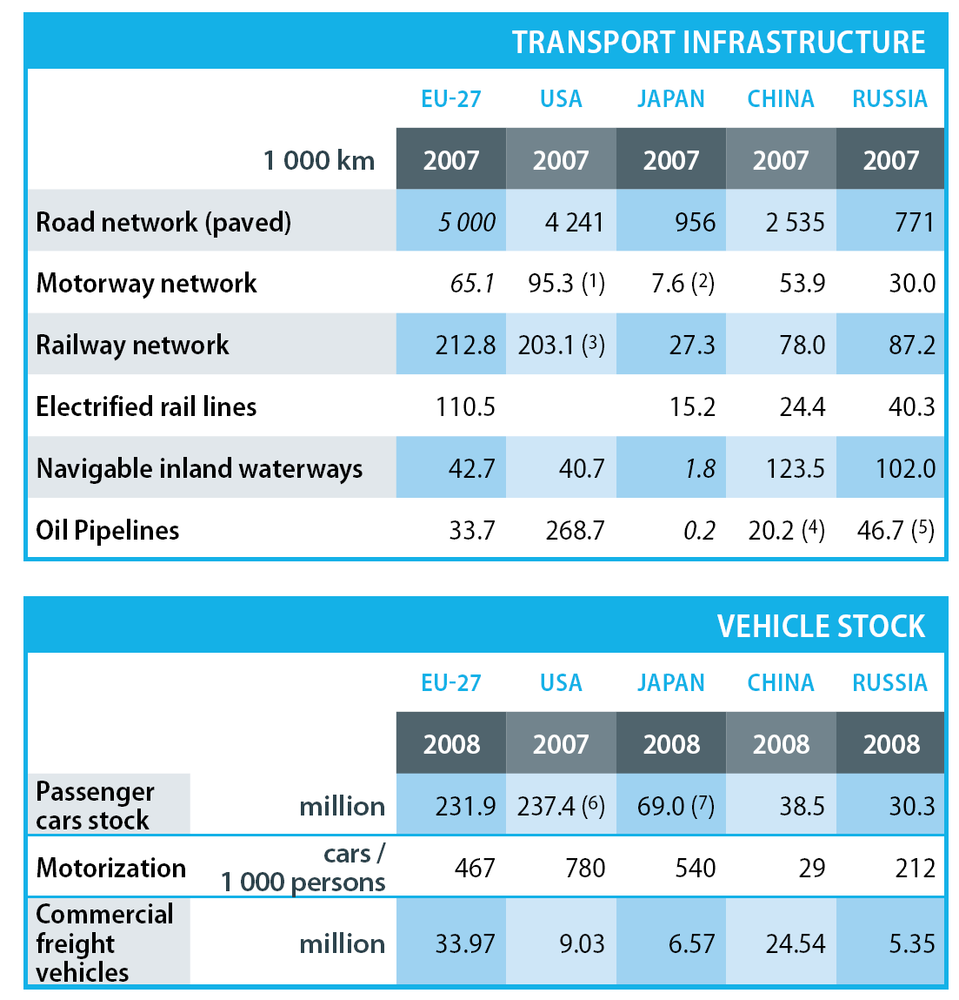 TRANSPORT INFRASTRUCTURE
EU-27 USA JAPAN CHINA RUSSIA
1 000 km 2007 2007 2007 2007 2007
Road network (paved) 5 000 4 241 956 2 535 771
Motorway network 65.1 95.3 (1) 7.6 (2) 53.9 30.0
Railway network 212.8 203.1 (3) 27.3 78.0 87.2
Electrified rail lines 110.5 15.2 24.4 40.3
Navigable inland waterways 42.7 40.7 1.8 123.5 102.0
Oil Pipelines 33.7 268.7 0.2 20.2 (4) 46.7 (5)
VEHICLE STOCK
EU-27 USA JAPAN CHINA RUSSIA
2008 2007 2008 2008 2008
Passenger
cars stock million 231.9 237.4 (6) 69.0 (7) 38.5 30.3
Motorization cars /
1 000 persons 467 780 540 29 212
Commercial
freight million 33.97 9.03 6.57 24.54 5.35
vehicles